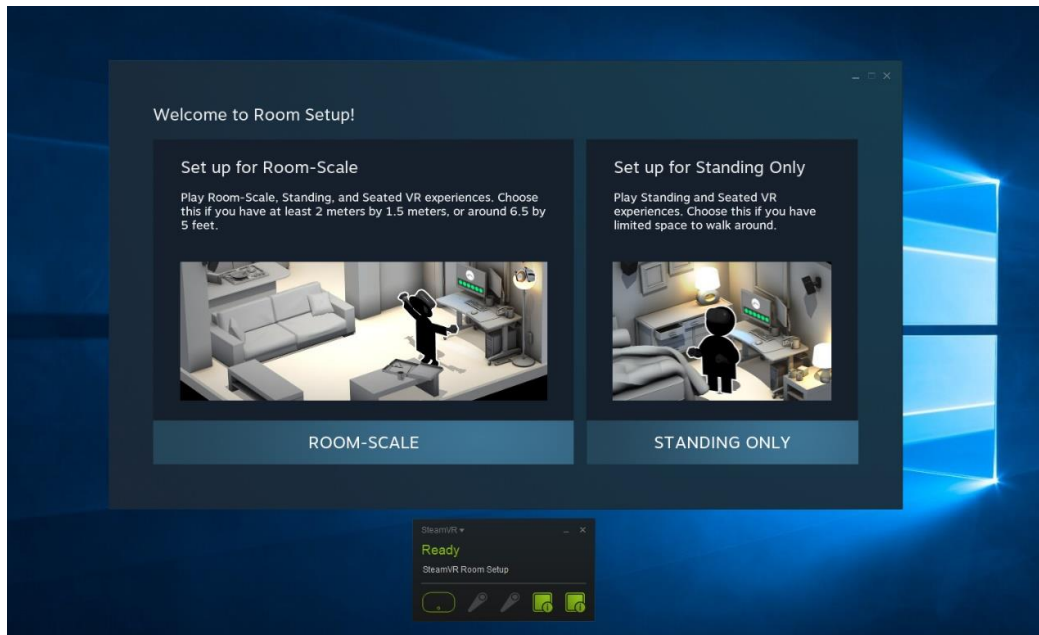 Welcome to Room Setup!
Set up for Room-Scale
Play Room-Scale, Standing, and Seated VR experiences. Choose
this if you have at least 2 meters by 1.5 meters, or around 6.5 by
5 feet.
ROOM-SCALE
Set up for Standing Only
Play Standing and Seated VR
experiences. Choose this if you have
limited space to walk around.
STANDING ONLY
SteamVR
Ready
SteamVR Room Setup